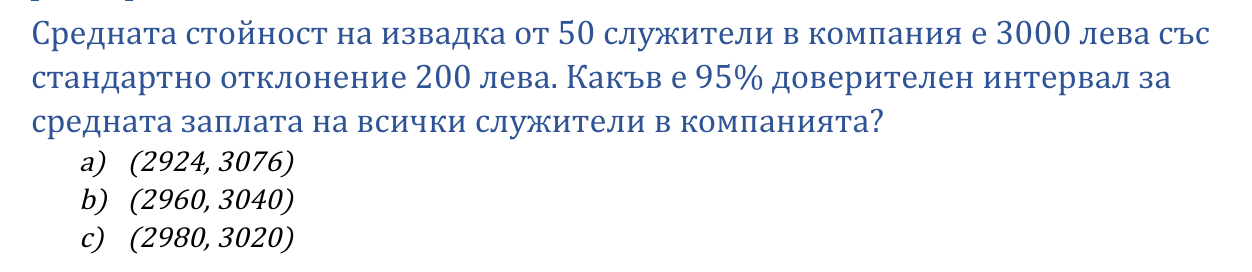 Средната стойност на извадка от 50 служители в компания е 3000 лева със
стандартно отклонение 200 лева. Какъв е 95% доверителен интервал за
средната заплата на всички служители в компанията?
a) (2924, 3076)
b) (2960, 3040)
c) (2980, 3020)